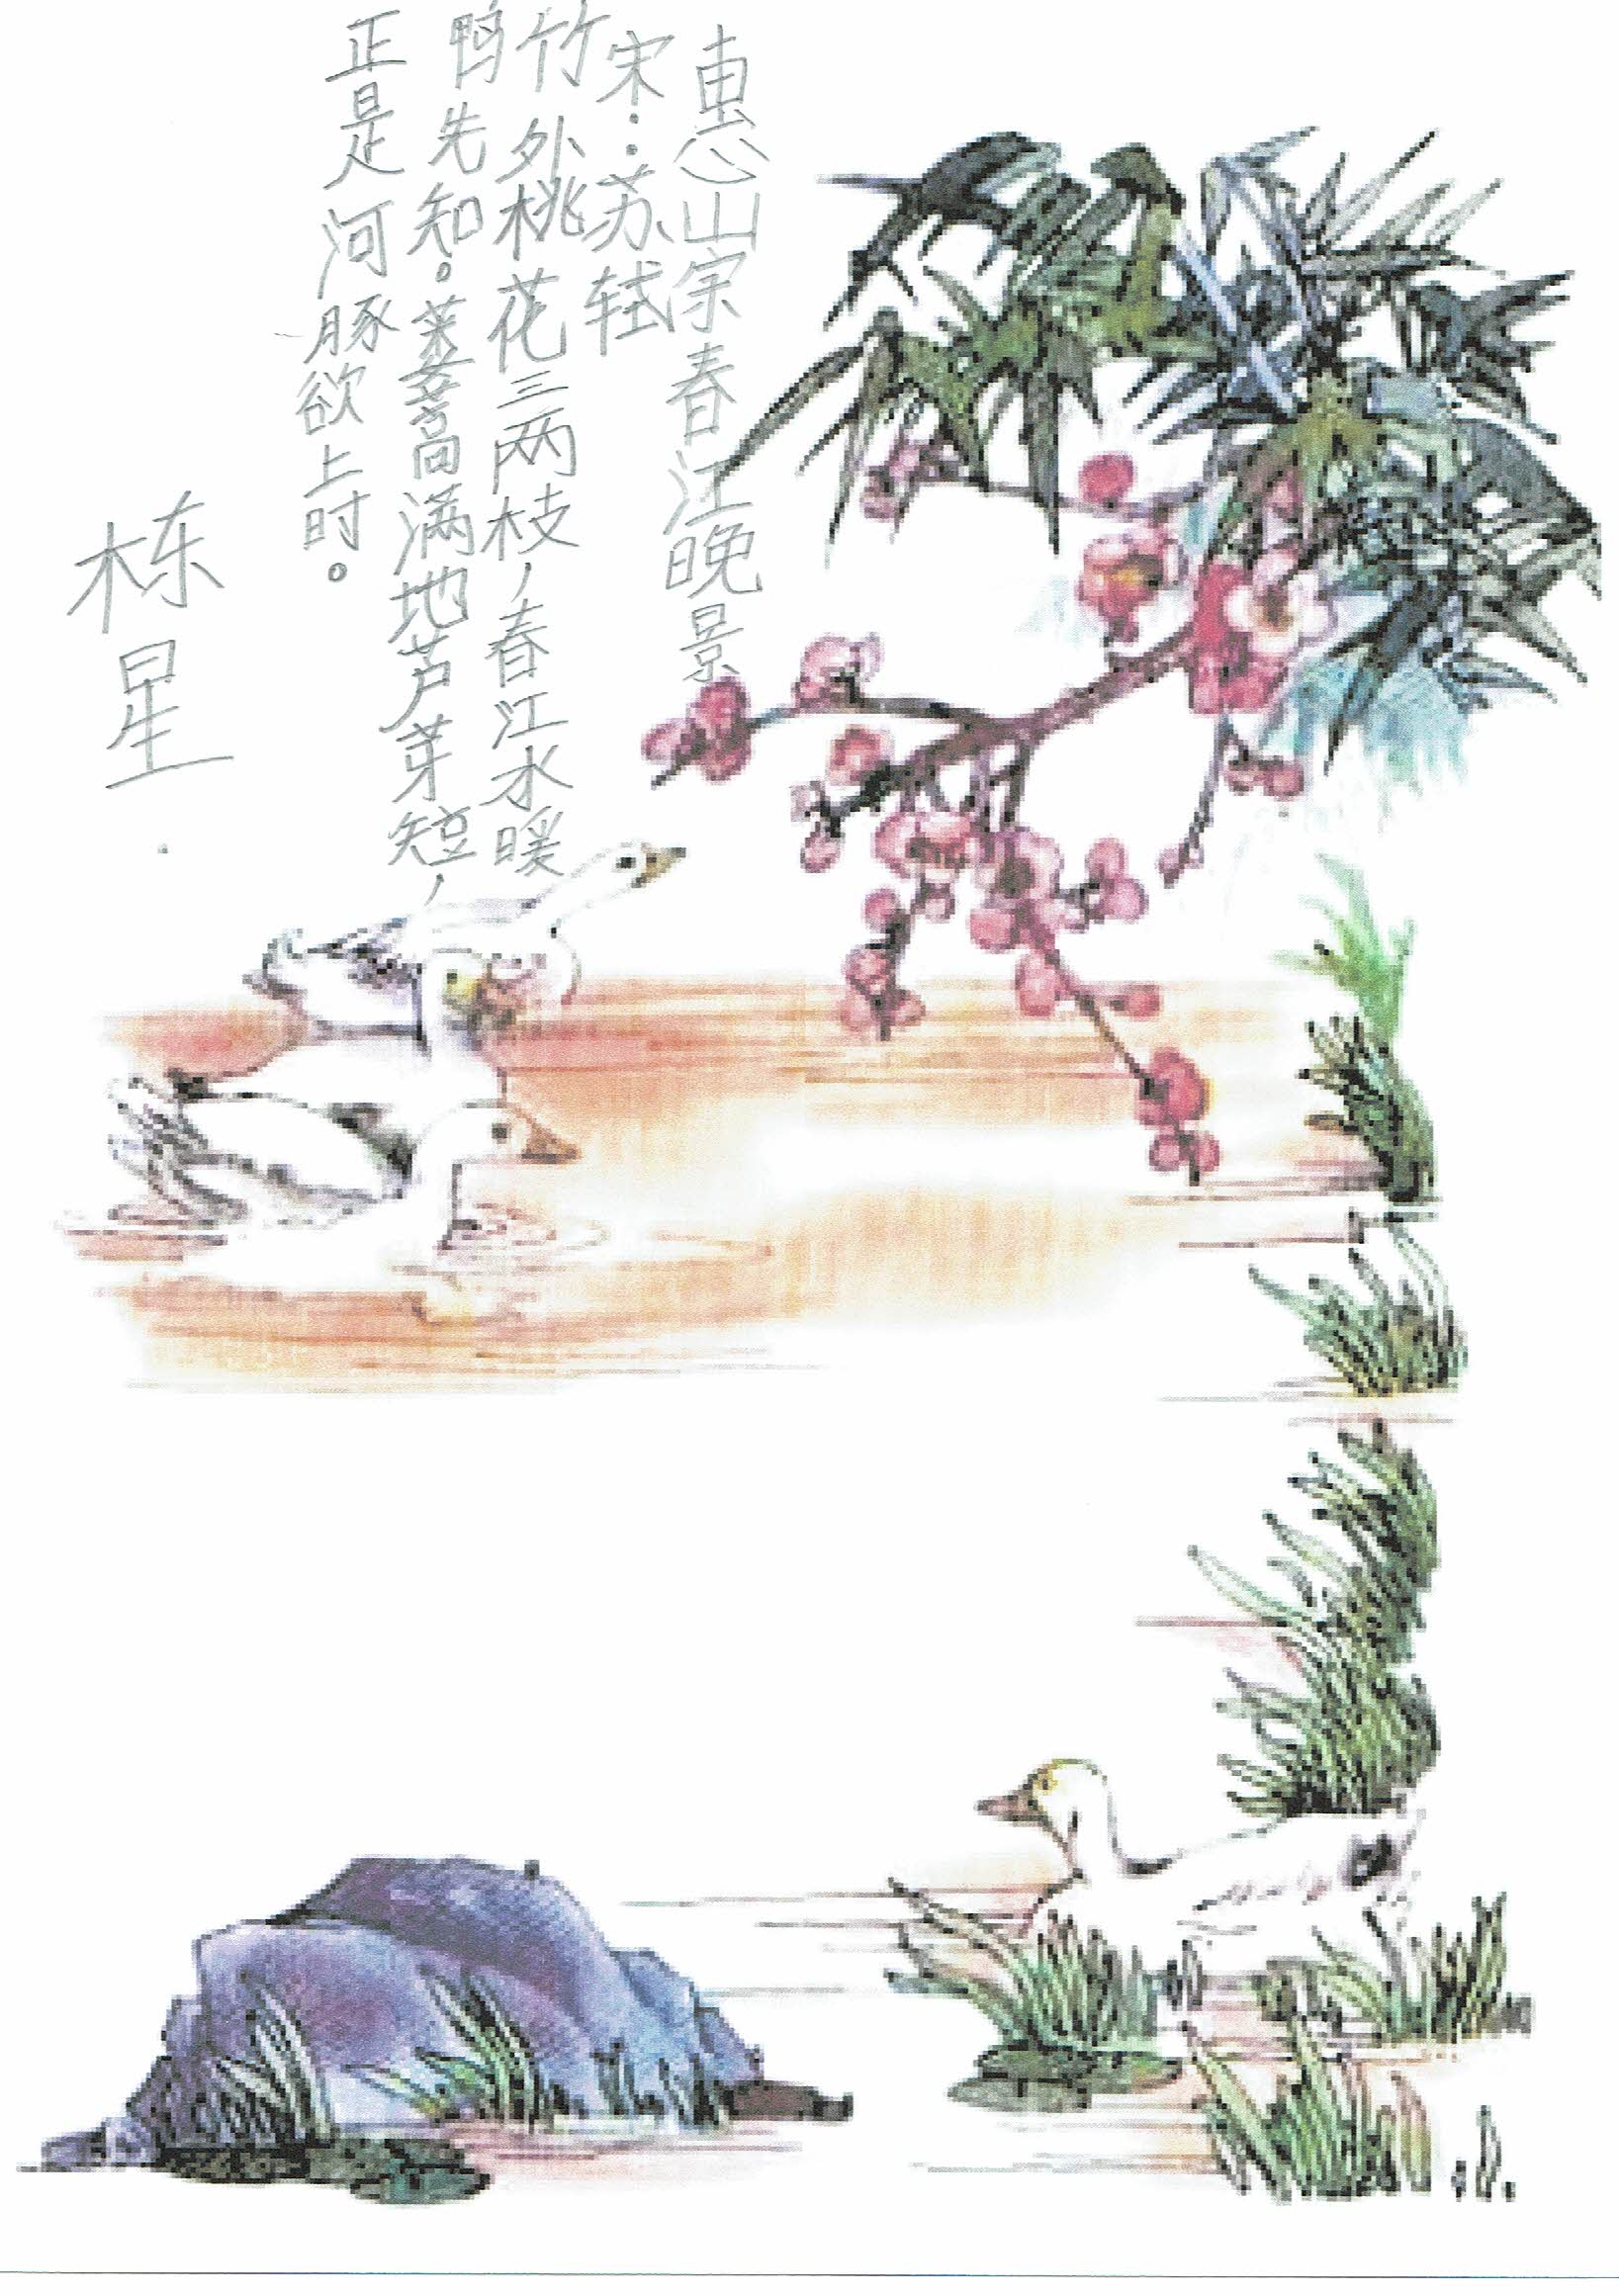 惠崇春江晚景
宋：苏轼
竹外桃花三两枝，春江水暖
鸭先知。蒌蒿满地芦芽短，
正是河豚欲上时。
栋星